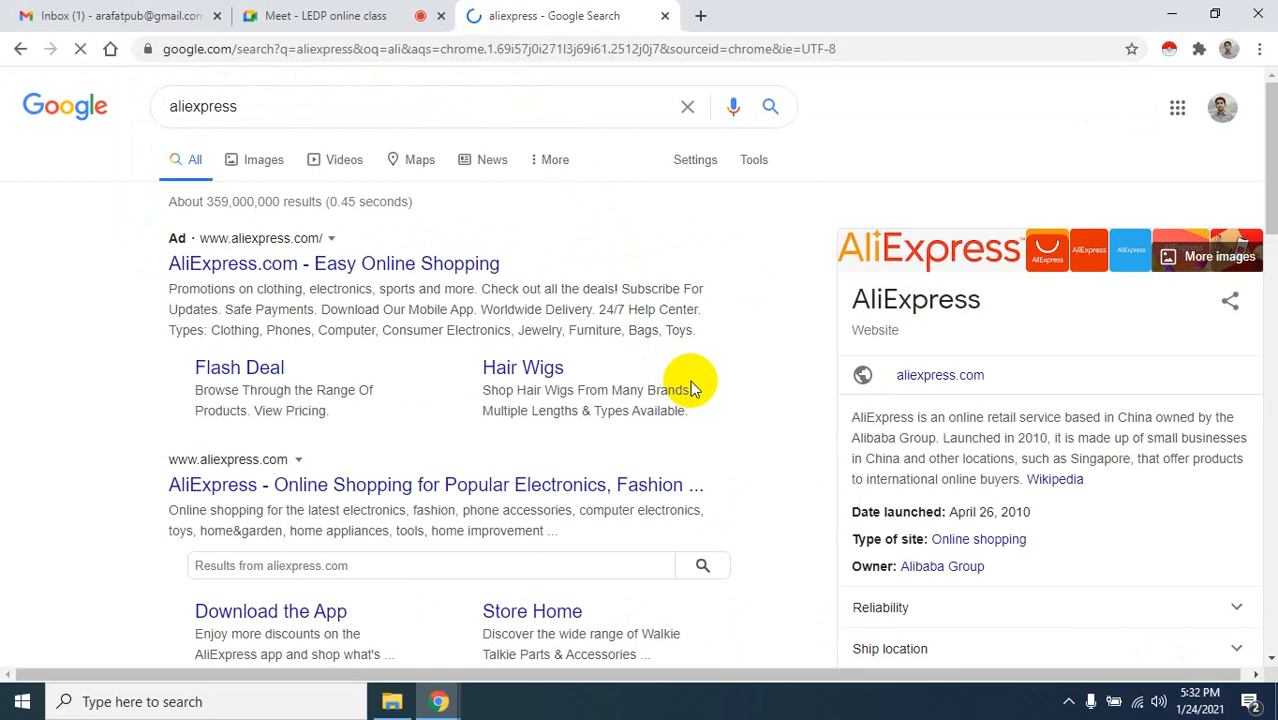 Inbox (1) - arafatpub@gmail.com
Meet - LEDP online class
aliexpress - Google Search
google.com/search?q=aliexpress&oq=ali&aqs=chrome.1.69i57j0i271l3j69i61.2512j0j7&sourceid=chrome&ie=UTF-8
Google
aliexpress
All
Images
Videos
Maps
News
More
Settings
Tools
About 359,000,000 results (0.45 seconds)
Ad · www.aliexpress.com/
AliExpress.com - Easy Online Shopping
Promotions on clothing, electronics, sports and more. Check out all the deals! Subscribe For
Updates. Safe Payments. Download Our Mobile App. Worldwide Delivery. 24/7 Help Center.
Types: Clothing, Phones, Computer, Consumer Electronics, Jewelry, Furniture, Bags, Toys.
Flash Deal
Browse Through the Range Of
Products. View Pricing.
Hair Wigs
Shop Hair Wigs From Many Brands.
Multiple Lengths & Types Available.
www.aliexpress.com
AliExpress - Online Shopping for Popular Electronics, Fashion ...
Online shopping for the latest electronics, fashion, phone accessories, computer electronics,
toys, home&garden, home appliances, tools, home improvement ...
Results from aliexpress.com
Download the App
Enjoy more discounts on the
AliExpress app and shop what's ...
Store Home
Discover the wide range of Walkie
Talkie Parts & Accessories ...
AliExpress
AliExpress
AliExpress
AliExpress
More images
AliExpress
Website
aliexpress.com
AliExpress is an online retail service based in China owned by the
Alibaba Group. Launched in 2010, it is made up of small businesses
in China and other locations, such as Singapore, that offer products
to international online buyers. Wikipedia
Date launched: April 26, 2010
Type of site: Online shopping
Owner: Alibaba Group
Reliability
Ship location
Type here to search
5:32 PM
1/24/2021
2